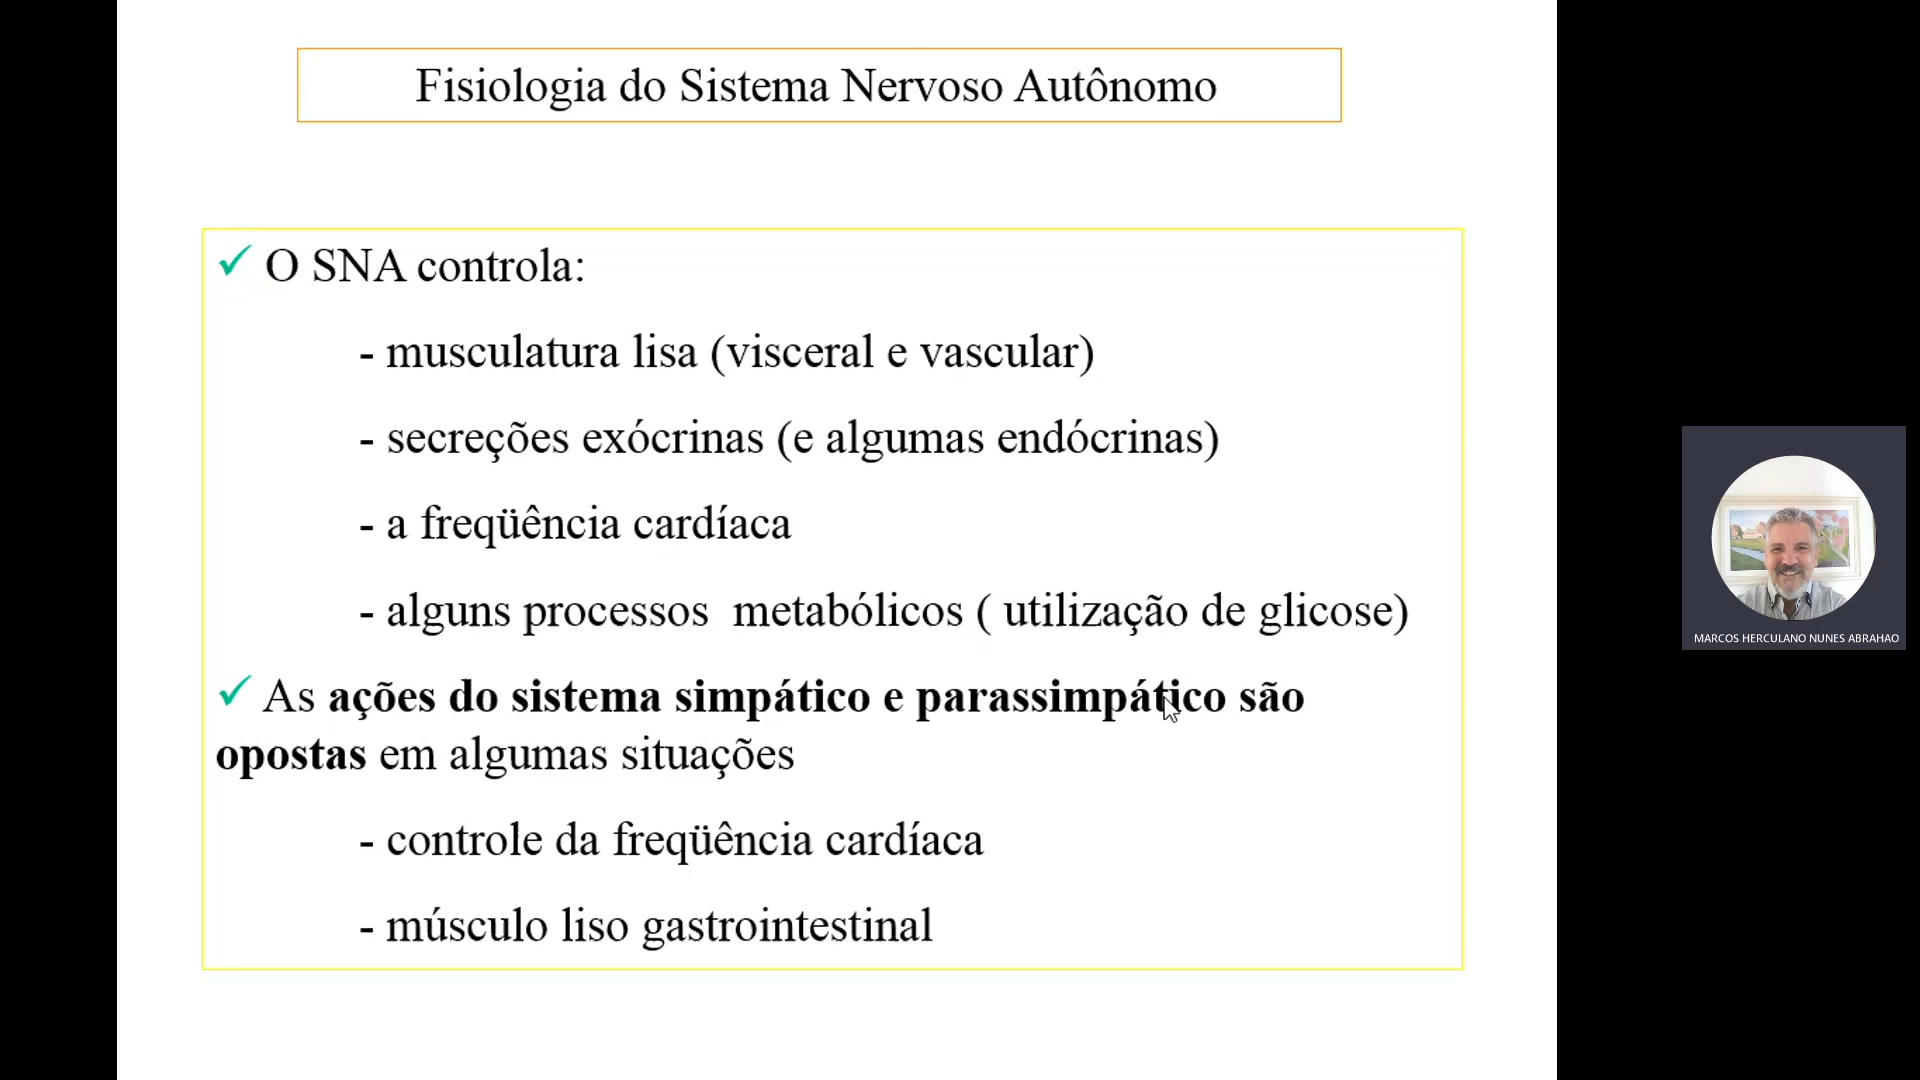 Fisiologia do Sistema Nervoso Autônomo
✓ O SNA controla:
- musculatura lisa (visceral e vascular)
- secreções exócrinas (e algumas endócrinas)
- a freqüência cardíaca
- alguns processos  metabólicos ( utilização de glicose)
✓ As ações do sistema simpático e parassimpático são
opostas em algumas situações
- controle da freqüência cardíaca
- músculo liso gastrointestinal
MARCOS HERCULANO NUNES ABRAHAO